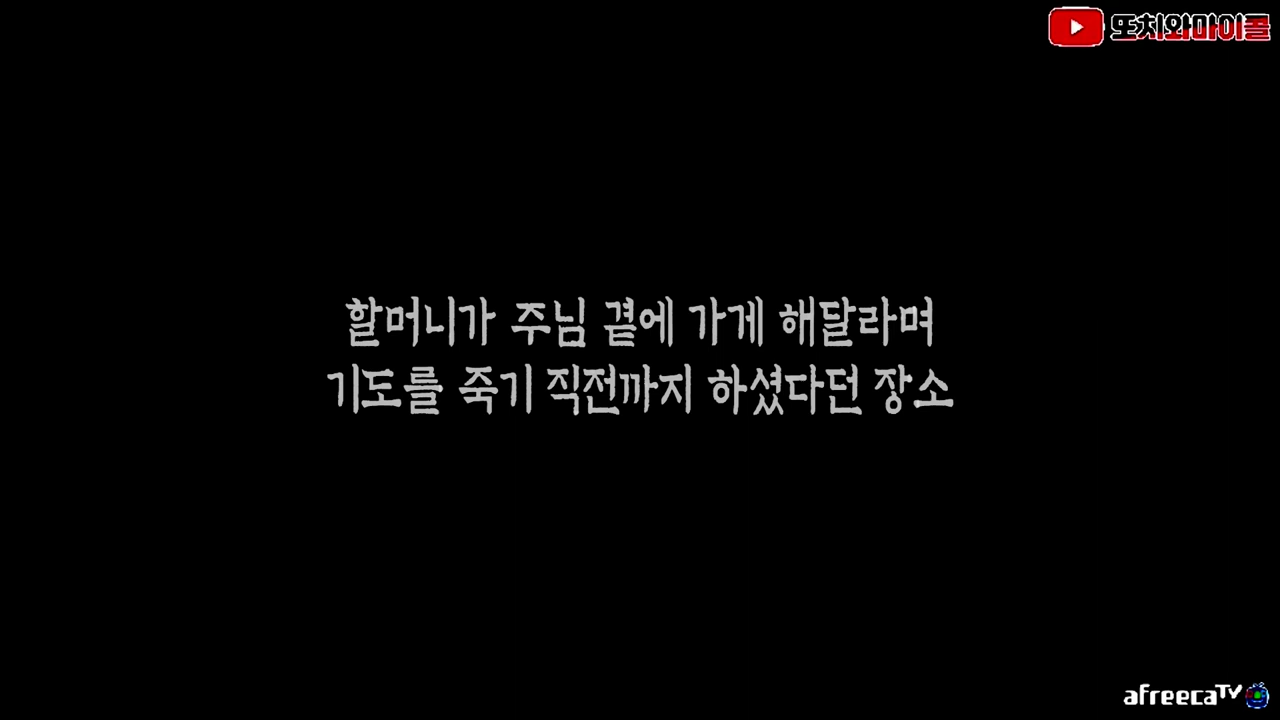 또치와마이콜
할머니가 주님 곁에 가게 해달라며
기도를 죽기 직전까지 하셨다던 장소
afreecaTV